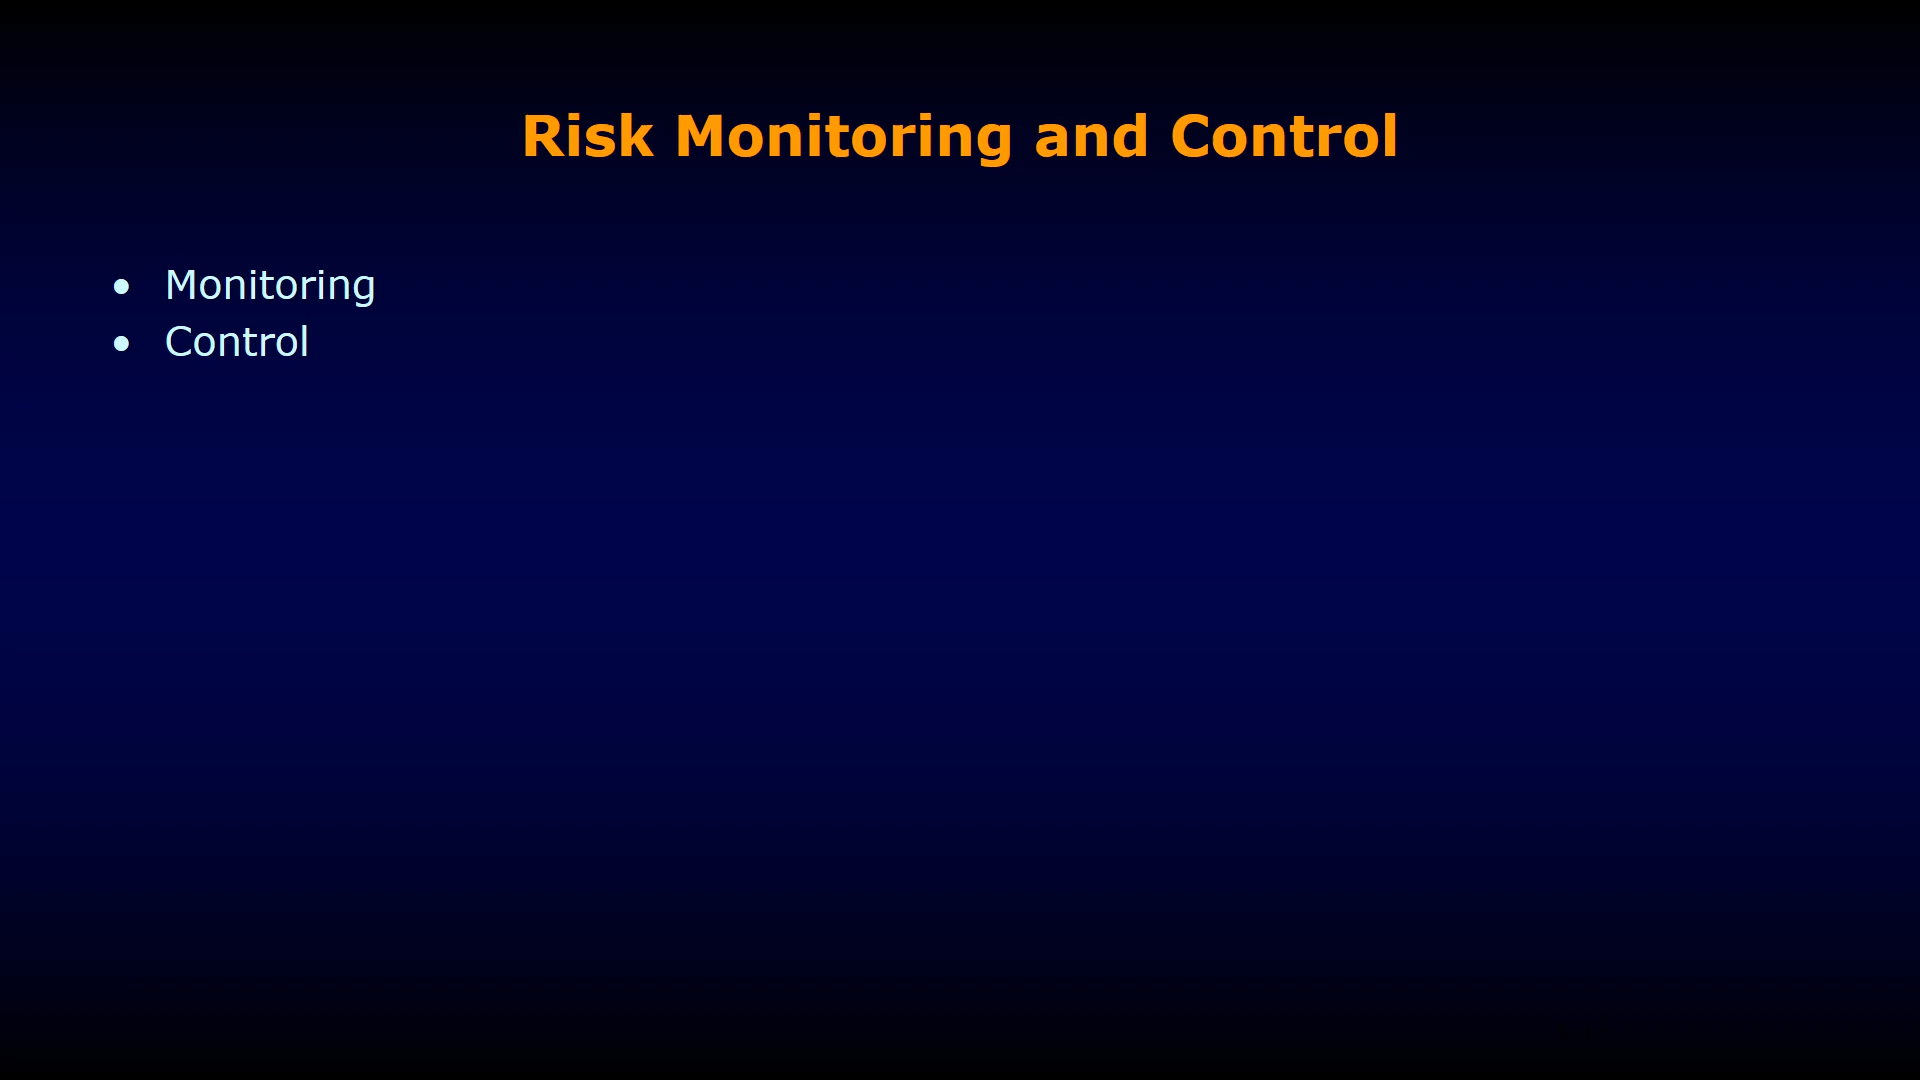 Risk Monitoring and Control
• Monitoring
• Control